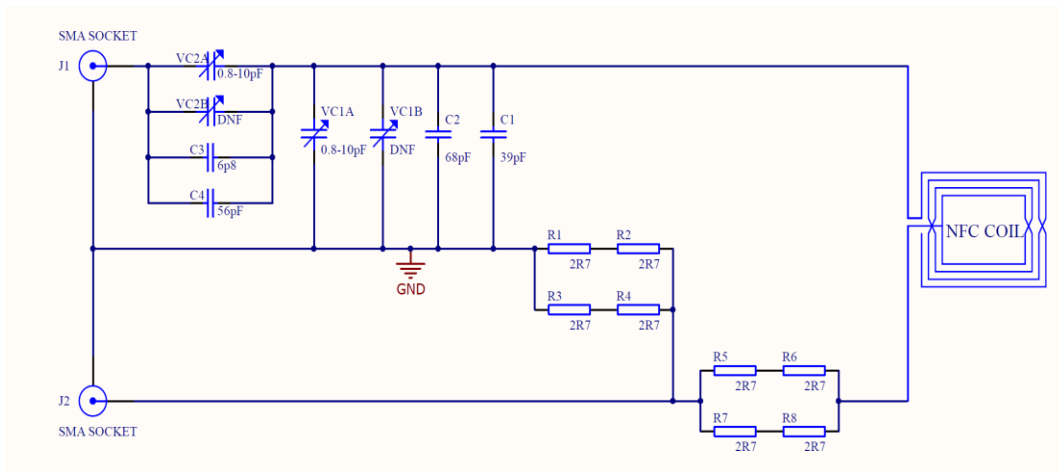 SMA SOCKET
J1
VC2A
0.8-10pF
VC2B
DNF
C3
6p8
C4
56pF
VC1A
0.8-10pF
VC1B
DNF
C2
68pF
C1
39pF
NFC COIL
GND
R1
2R7
R2
2R7
R3
2R7
R4
2R7
R5
2R7
R6
2R7
R7
2R7
R8
2R7
J2
SMA SOCKET